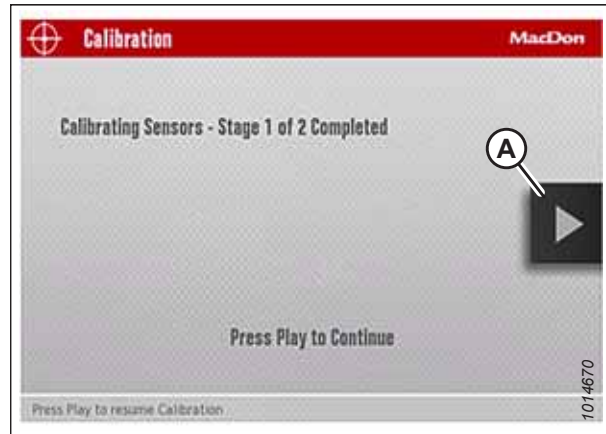 Calibration
MacDon
Calibrating Sensors - Stage 1 of 2 Completed
A
Press Play to Continue
1014670
Press Play to resume Calibration